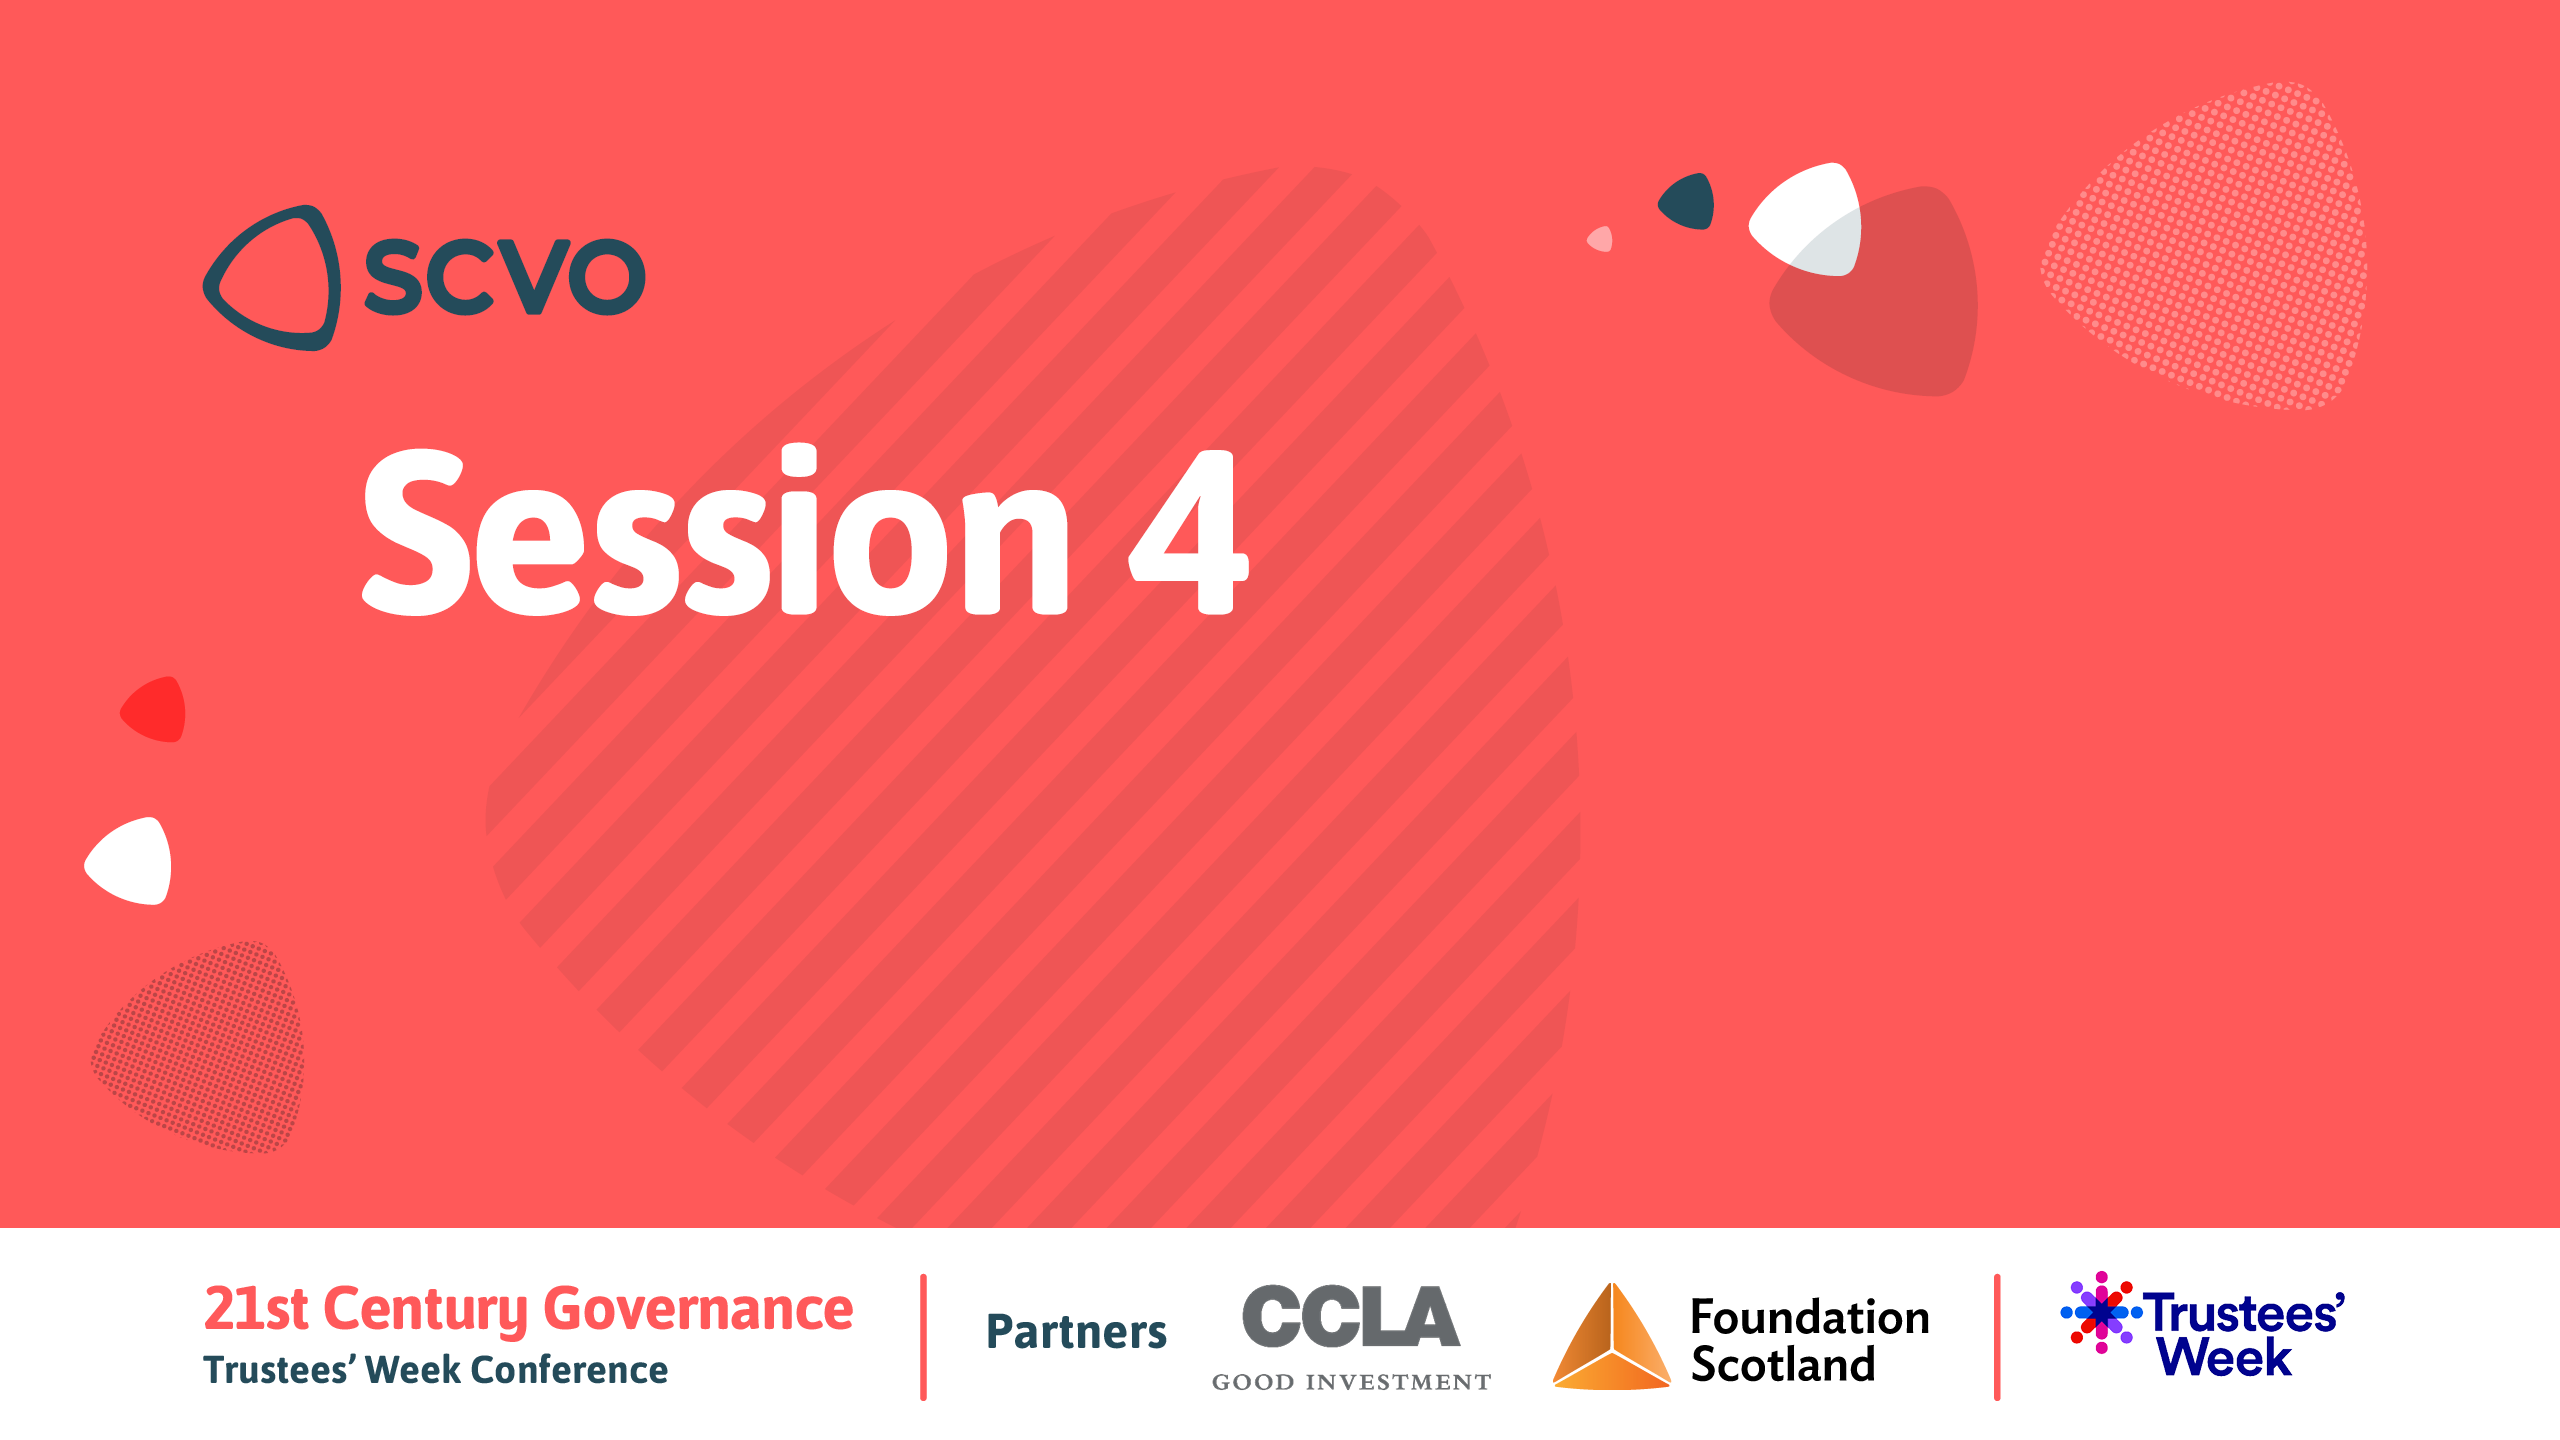 SCVO
Session 4
21st Century Governance
Trustees’ Week Conference
Partners
CCLA
GOOD INVESTMENT
Foundation
Scotland
Trustees’
Week